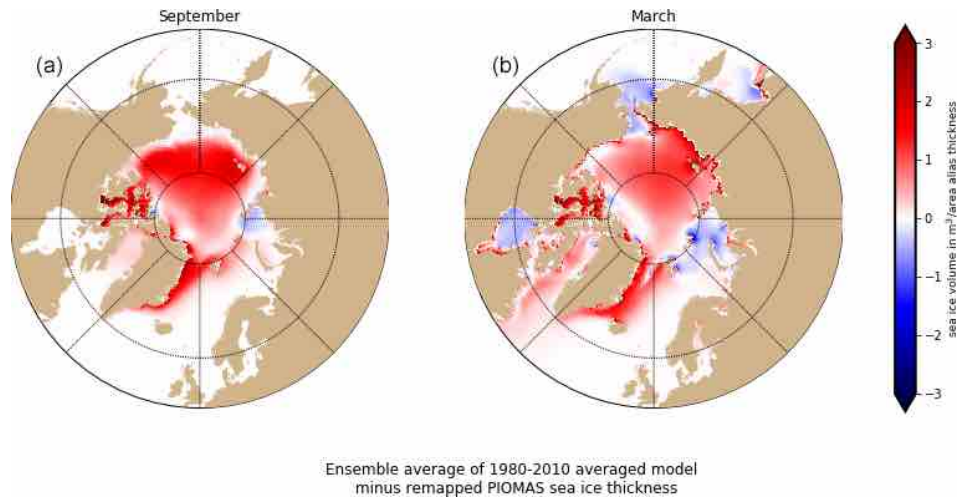 September
March
(a)
(b)
3
2
1
0
−1
−2
−3
sea ice volume in m³/area alias thickness
Ensemble average of 1980-2010 averaged model
minus remapped PIOMAS sea ice thickness